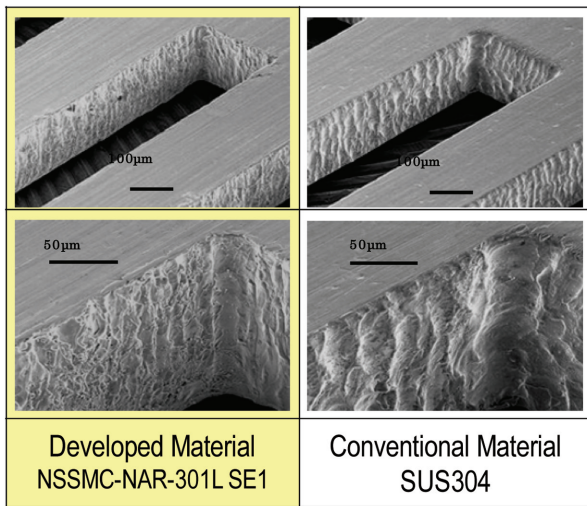 100μm
100μm
50μm
50μm
Developed Material
NSSMC-NAR-301L SE1
Conventional Material
SUS304